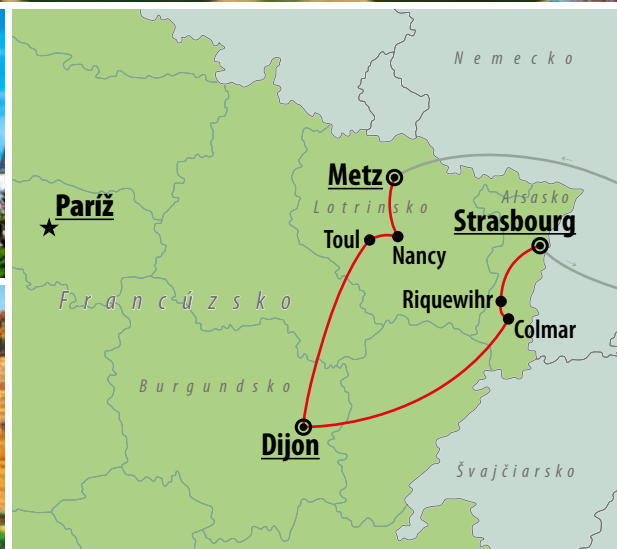 Nemecko
Metz
Alsasko
Paríž
Lotrinsko
Strasbourg
Toul
Nancy
Francúzsko
Riquewihr
Colmar
Burgundsko
Dijon
Švajčiarsko